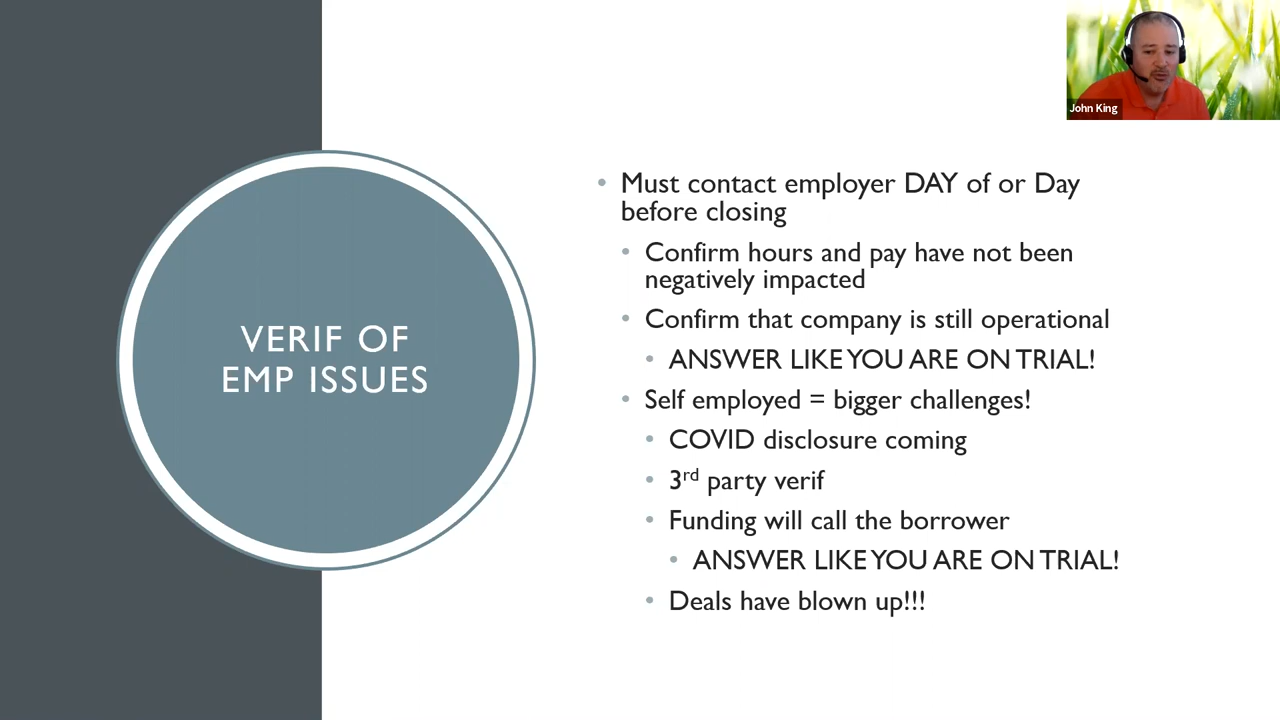 John King
VERIF OF
EMP ISSUES
• Must contact employer DAY of or Day
before closing
• Confirm hours and pay have not been
negatively impacted
• Confirm that company is still operational
• ANSWER LIKE YOU ARE ON TRIAL!
• Self employed = bigger challenges!
• COVID disclosure coming
• 3rd party verif
• Funding will call the borrower
• ANSWER LIKE YOU ARE ON TRIAL!
• Deals have blown up!!!